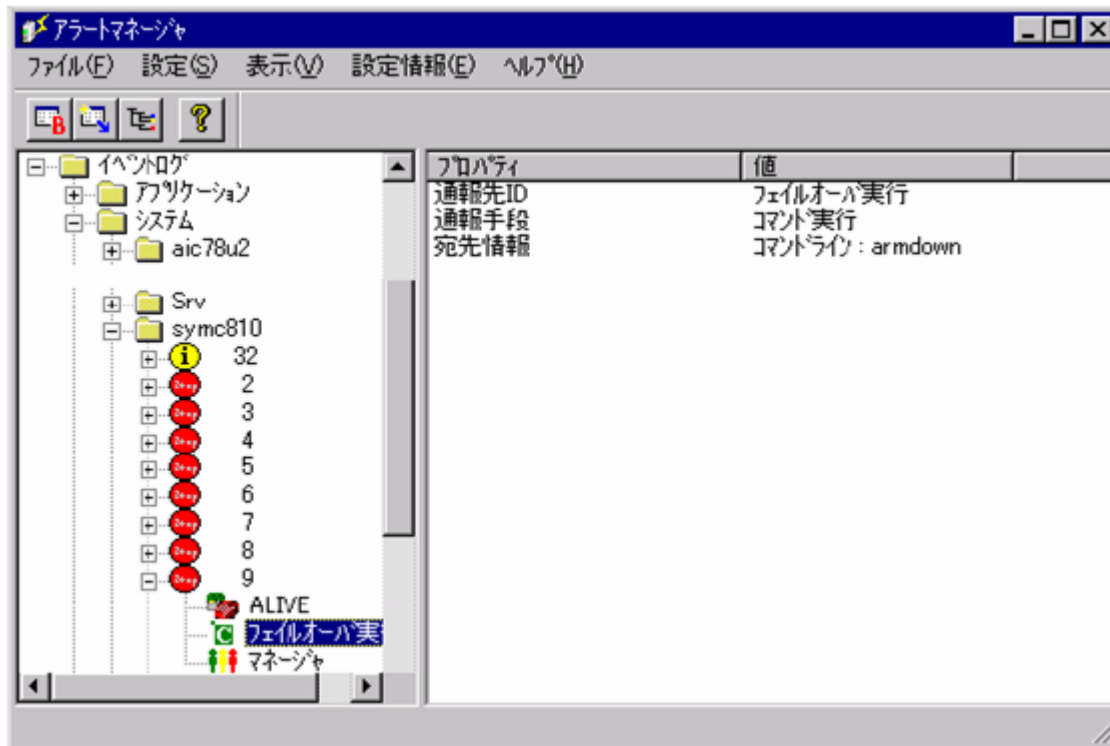 アラートマネージャ
ファイル(F) 設定(S) 表示(V) 設定情報(E) ヘルプ(H)
イベントログ
アプリケーション
システム
aic78u2
Srv
symc810
32
2
3
4
5
6
7
8
9
ALIVE
フェイルオーバ実
マネージャ
プロパティ 値
通報先ID フェイルオーバ実行
通報手段 コマンド実行
宛先情報 コマンドライン : armdown